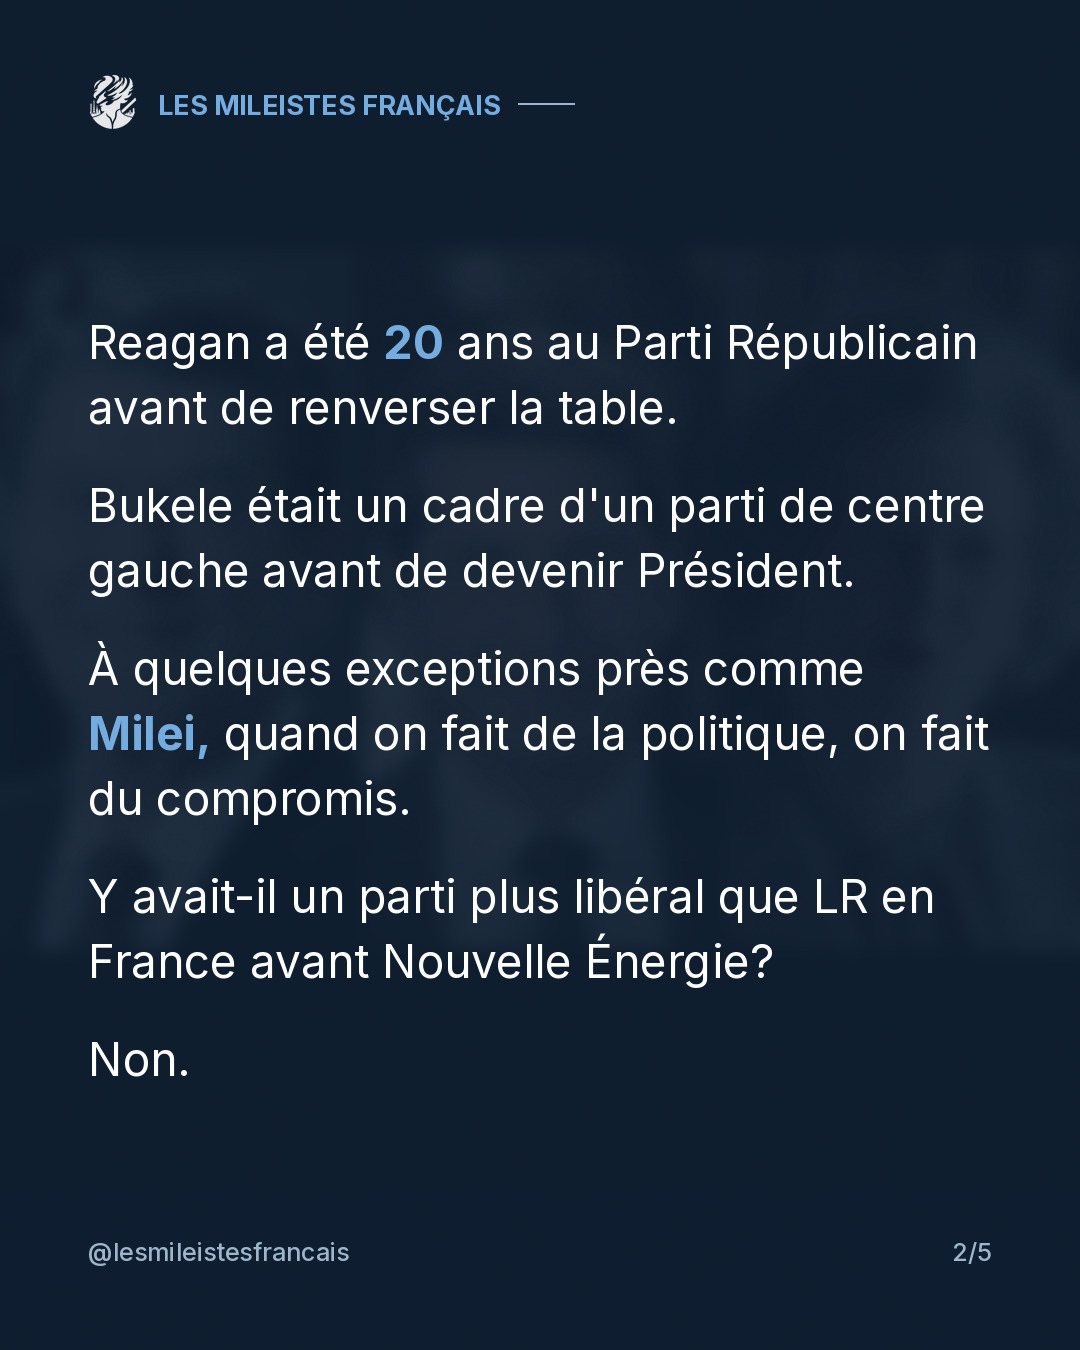 LES MILEISTES FRANÇAIS
Reagan a été 20 ans au Parti Républicain
avant de renverser la table.
Bukele était un cadre d'un parti de centre
gauche avant de devenir Président.
À quelques exceptions près comme
Milei, quand on fait de la politique, on fait
du compromis.
Y avait-il un parti plus libéral que LR en
France avant Nouvelle Énergie?
Non.
@lesmileistesfrancais
2/5